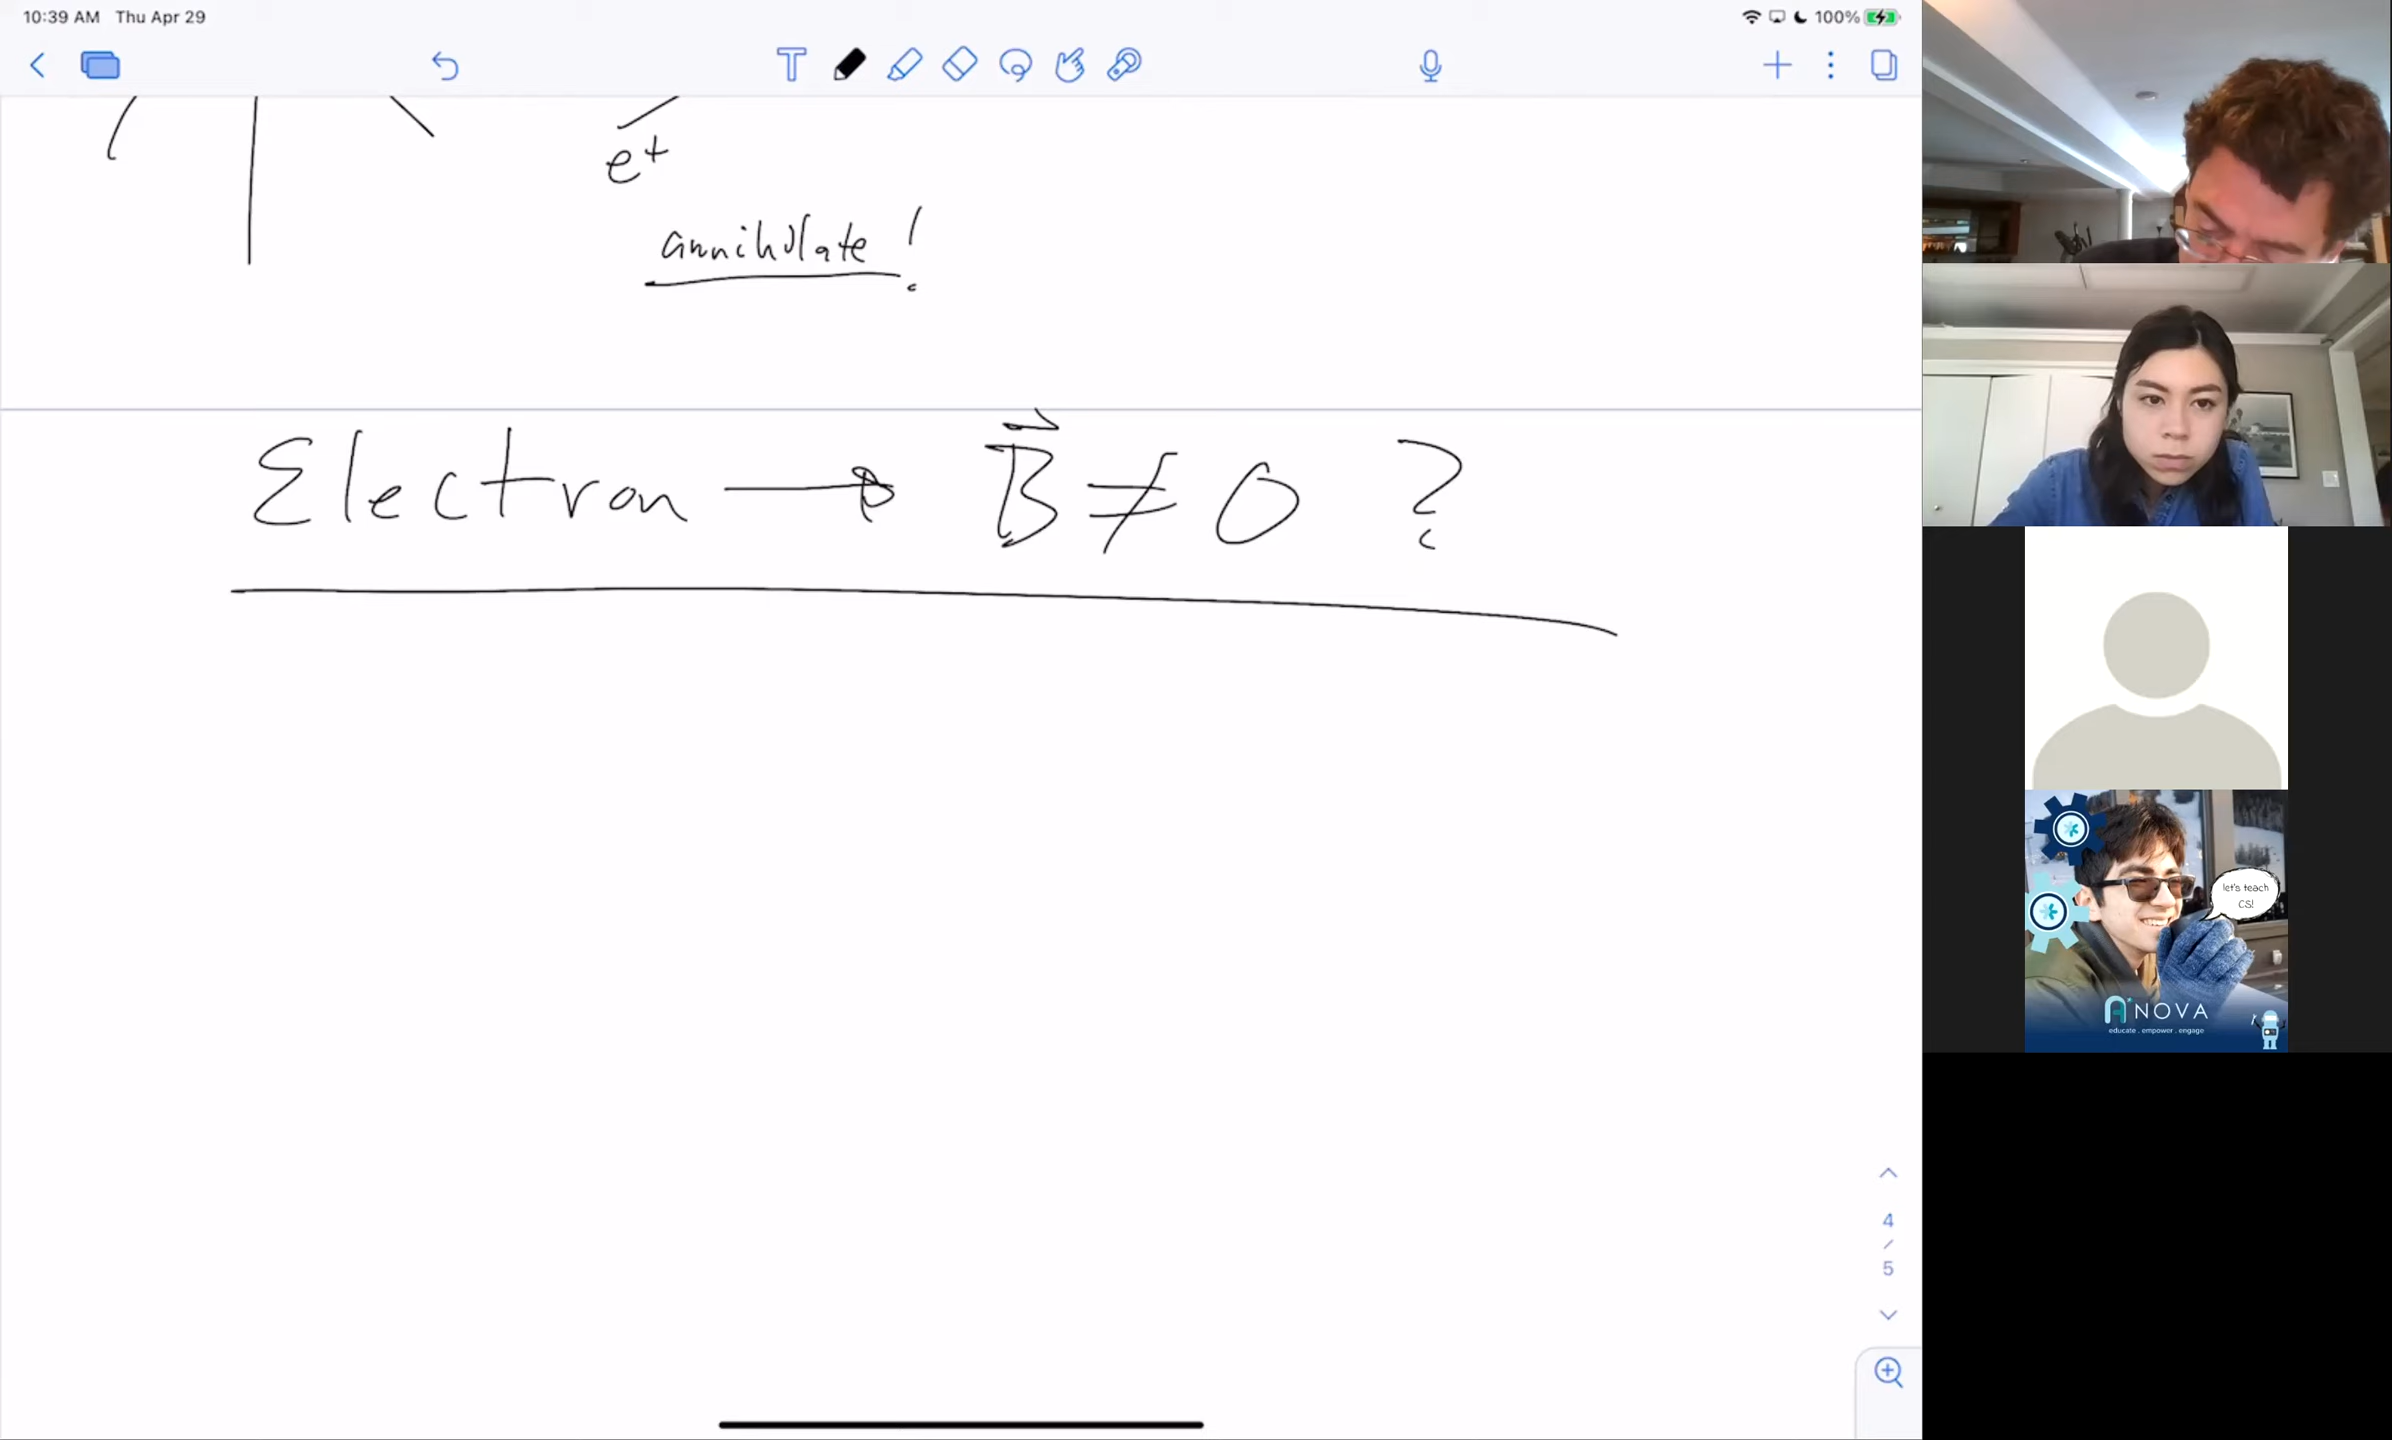 10:39 AM Thu Apr 29
100%
e+
annihilate!
Electron → B⃗ ≠ 0 ?
4
/
5
let's teach
CS!
NOVA
educate . empower . engage